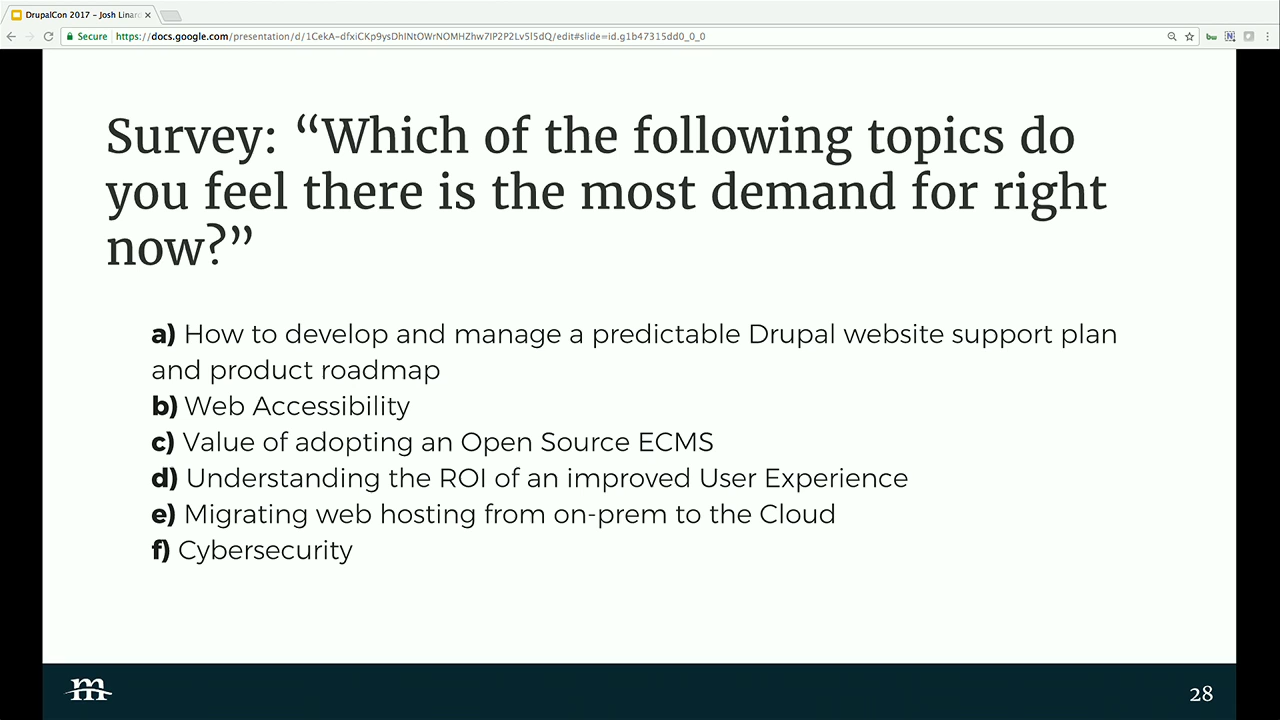 DrupalCon 2017 – Josh Linard
Secure
https://docs.google.com/presentation/d/1CekA-dfxiCKp9ysDhINtOWrNOMHZhw7IP2P2Lv5I5dQ/edit#slide=id.g1b47315dd0_0_0
Survey: “Which of the following topics do
you feel there is the most demand for right
now?”
a) How to develop and manage a predictable Drupal website support plan
and product roadmap
b) Web Accessibility
c) Value of adopting an Open Source ECMS
d) Understanding the ROI of an improved User Experience
e) Migrating web hosting from on-prem to the Cloud
f) Cybersecurity
m
28